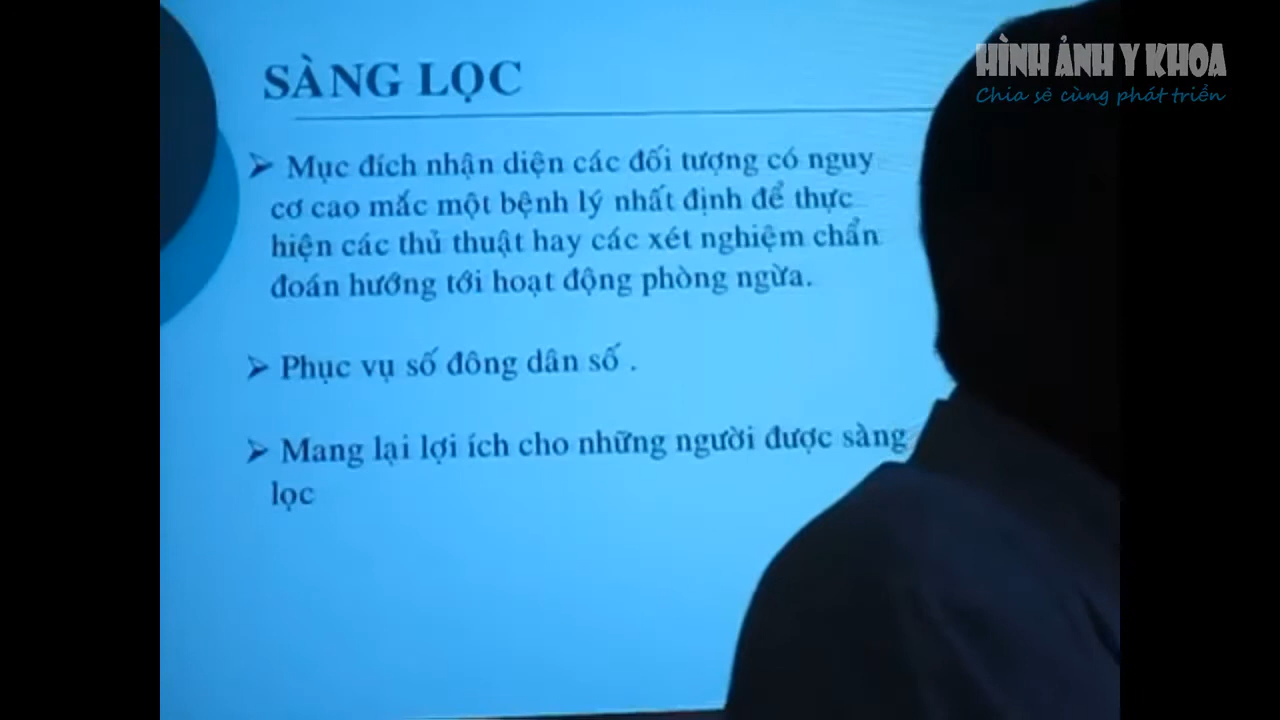 HÌNH ẢNH Y KHOA
Chia sẻ cùng phát triển
SÀNG LỌC
➢ Mục đích nhận diện các đối tượng có nguy
cơ cao mắc một bệnh lý nhất định để thực
hiện các thủ thuật hay các xét nghiệm chẩn
đoán hướng tới hoạt động phòng ngừa.
➢ Phục vụ số đông dân số .
➢ Mang lại lợi ích cho những người được sàng
lọc